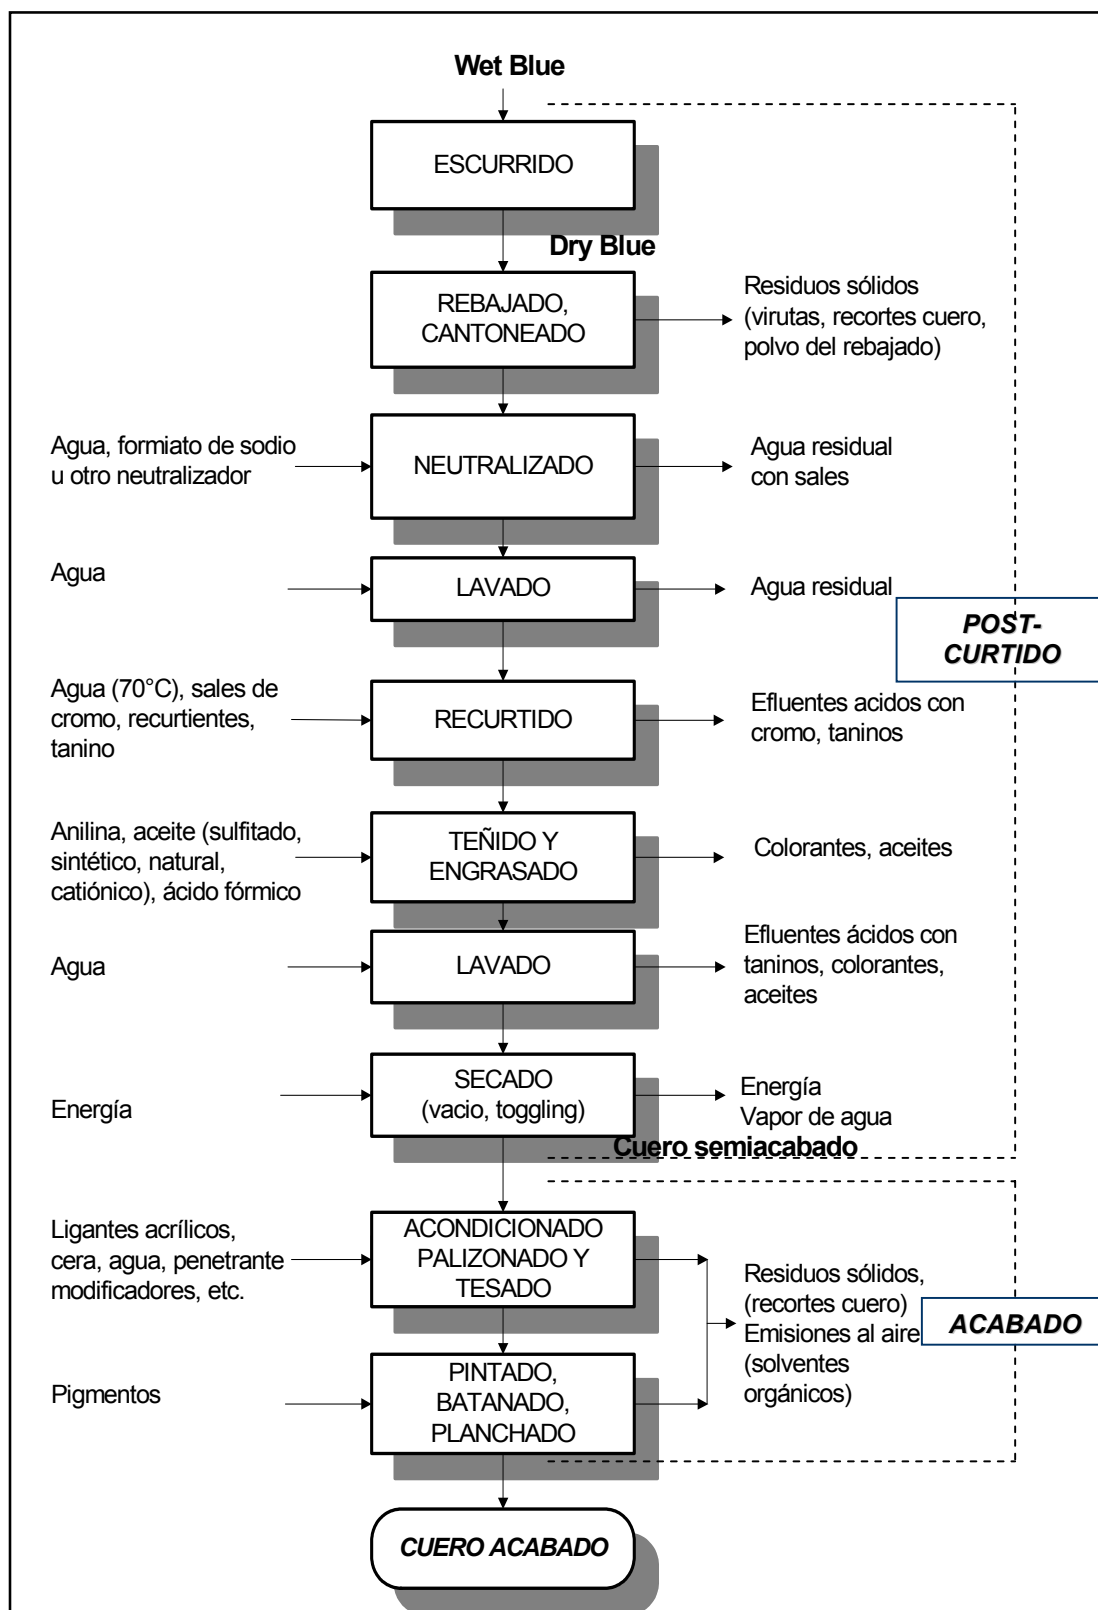 Wet Blue
ESCURRIDO
Dry Blue
REBAJADO,
CANTONEADO
Residuos sólidos
(virutas, recortes cuero,
polvo del rebajado)
Agua, formiato de sodio
u otro neutralizador
NEUTRALIZADO
Agua residual
con sales
Agua
LAVADO
Agua residual
POST-
CURTIDO
Agua (70°C), sales de
cromo, recurtientes,
tanino
RECURTIDO
Efluentes acidos con
cromo, taninos
Anilina, aceite (sulfitado,
sintético, natural,
catiónico), ácido fórmico
TEÑIDO Y
ENGRASADO
Colorantes, aceites
Agua
LAVADO
Efluentes ácidos con
taninos, colorantes,
aceites
Energía
SECADO
(vacio, toggling)
Energía
Vapor de agua
Cuero semiacabado
Ligantes acrílicos,
cera, agua, penetrante
modificadores, etc.
ACONDICIONADO
PALIZONADO Y
TESADO
Residuos sólidos,
(recortes cuero)
Emisiones al aire
(solventes
orgánicos)
ACABADO
Pigmentos
PINTADO,
BATANADO,
PLANCHADO
CUERO ACABADO